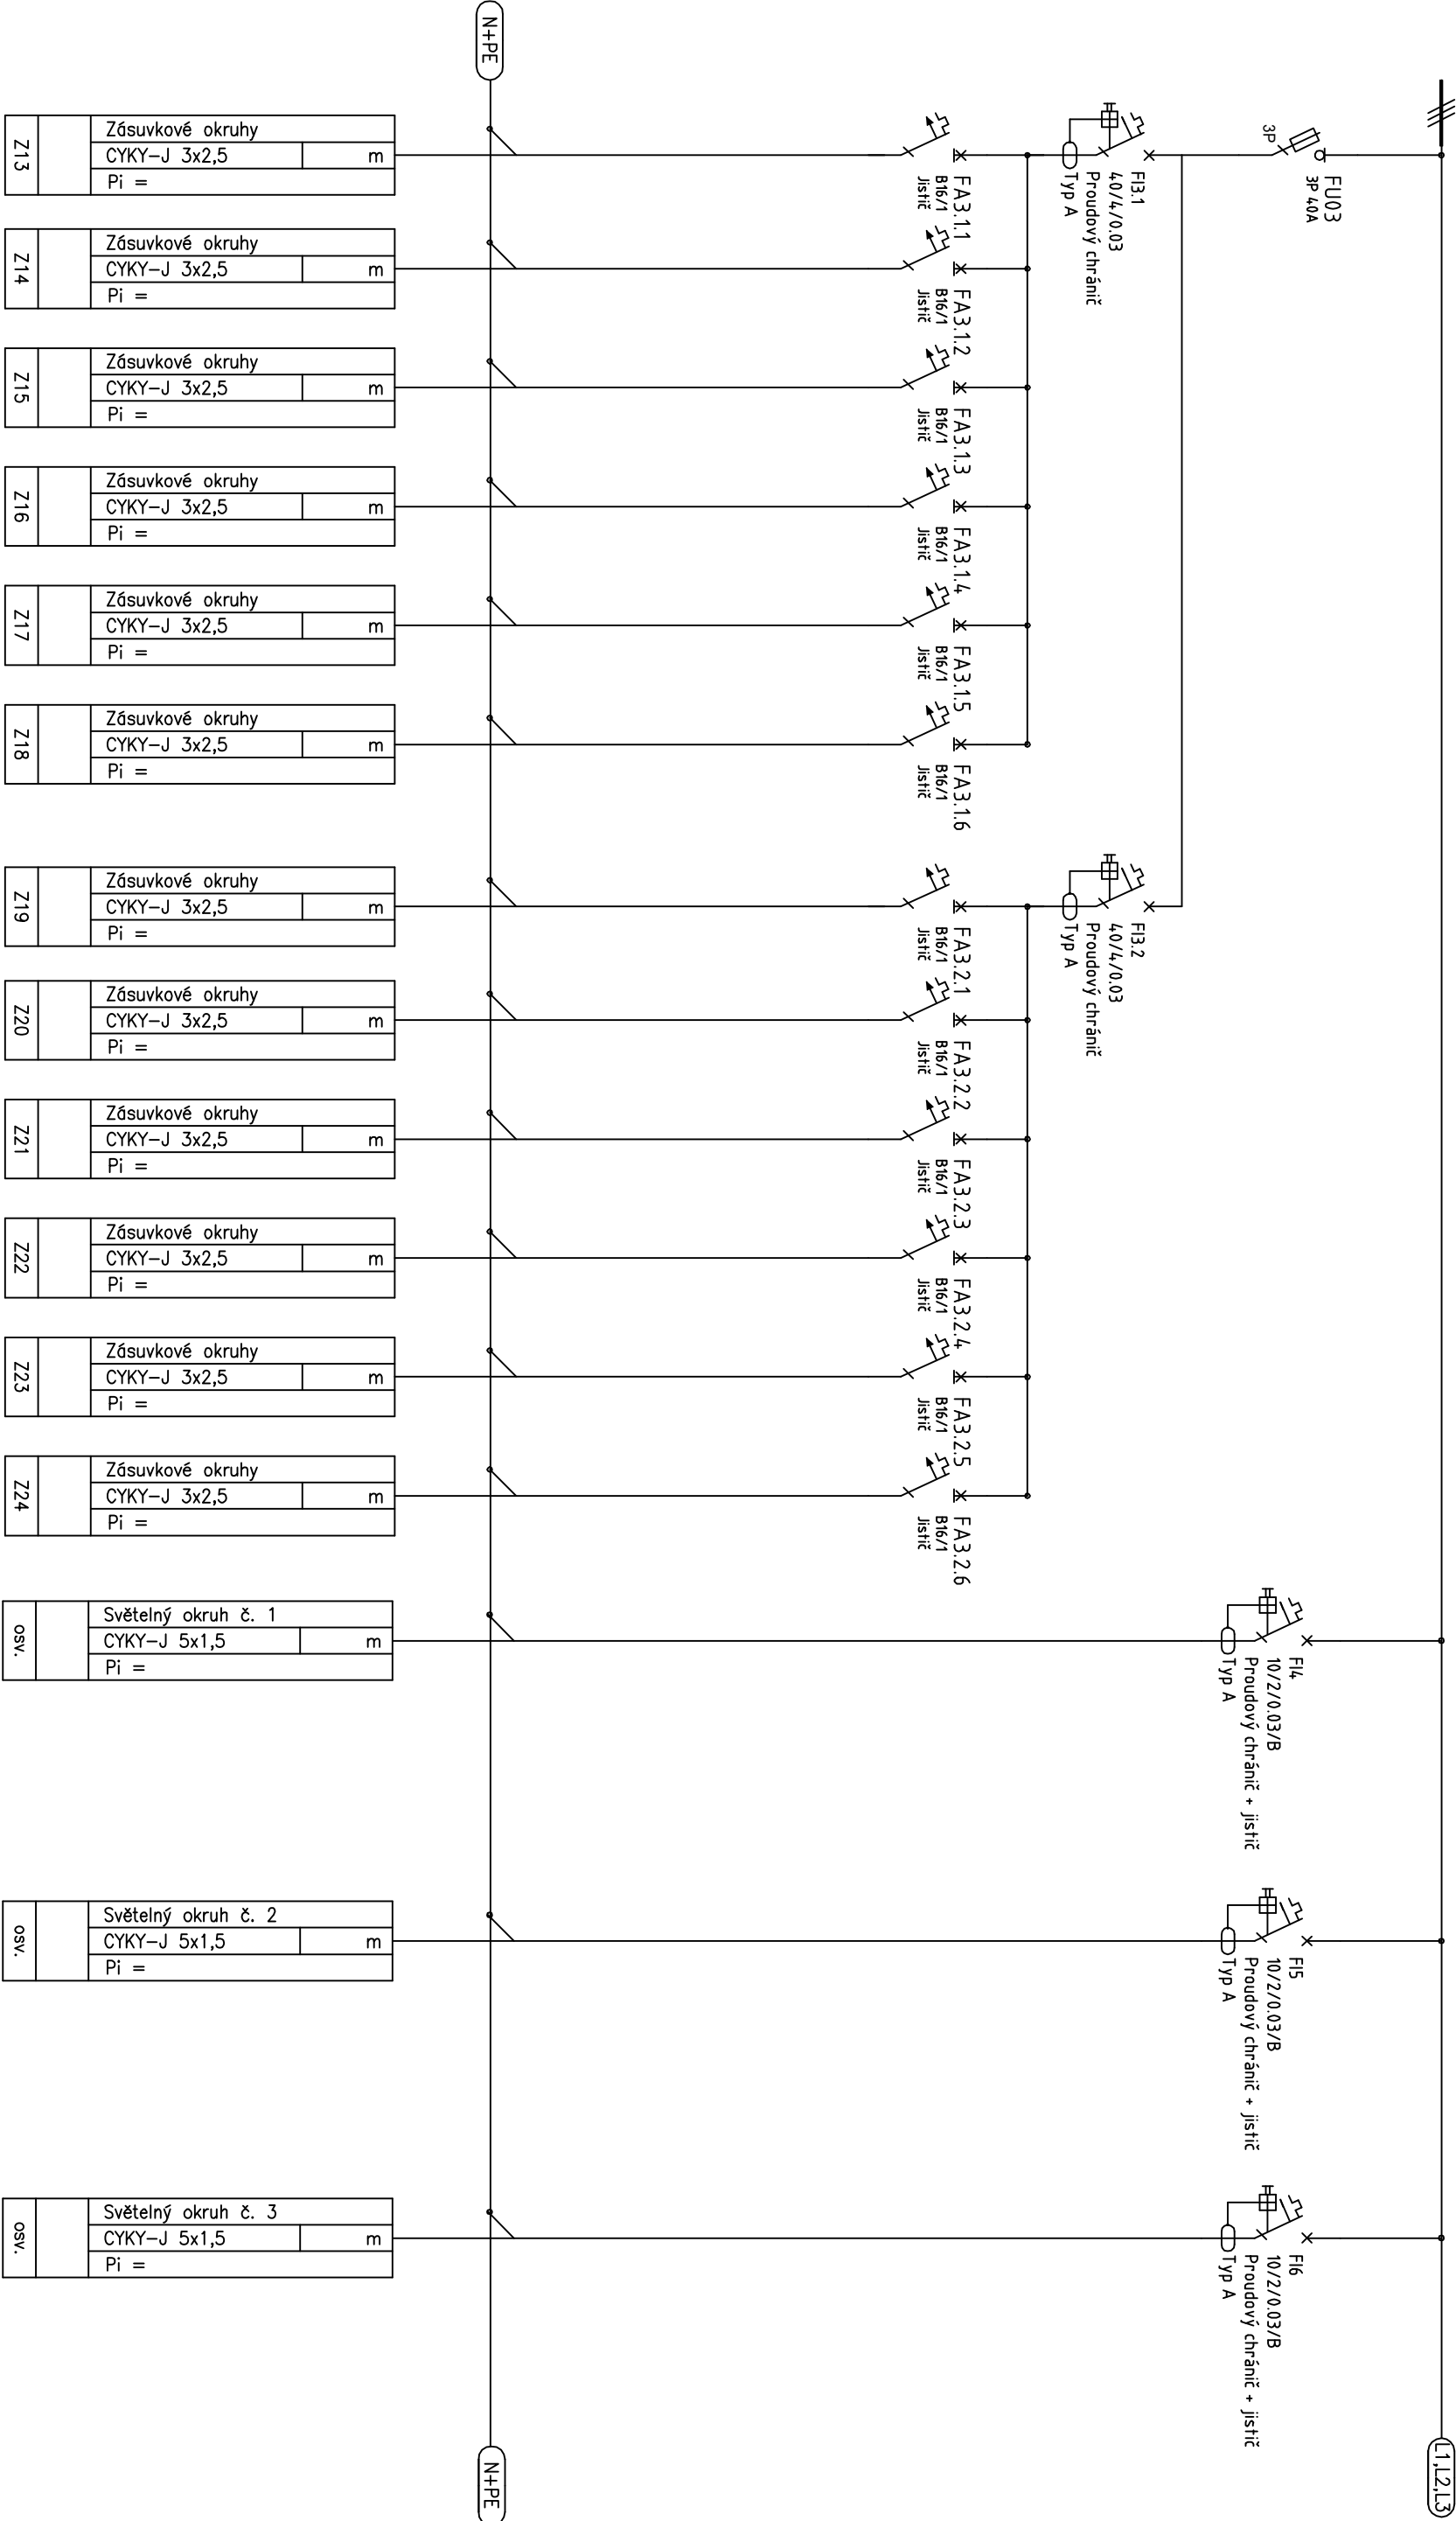 L1,L2,L3
FU03
3P 40A
3P
FI3.1
40/4/0.03
Proudový chránič
Typ A
FI3.2
40/4/0.03
Proudový chránič
Typ A
FI4
10/2/0.03/B
Proudový chránič + jistič
Typ A
FI5
10/2/0.03/B
Proudový chránič + jistič
Typ A
FI6
10/2/0.03/B
Proudový chránič + jistič
Typ A
FA3.1.1
B16/1
Jistič
FA3.1.2
B16/1
Jistič
FA3.1.3
B16/1
Jistič
FA3.1.4
B16/1
Jistič
FA3.1.5
B16/1
Jistič
FA3.1.6
B16/1
Jistič
FA3.2.1
B16/1
Jistič
FA3.2.2
B16/1
Jistič
FA3.2.3
B16/1
Jistič
FA3.2.4
B16/1
Jistič
FA3.2.5
B16/1
Jistič
FA3.2.6
B16/1
Jistič
N+PE
N+PE
Zásuvkové okruhy
CYKY-J 3x2,5 m
Pi =
Z13
Zásuvkové okruhy
CYKY-J 3x2,5 m
Pi =
Z14
Zásuvkové okruhy
CYKY-J 3x2,5 m
Pi =
Z15
Zásuvkové okruhy
CYKY-J 3x2,5 m
Pi =
Z16
Zásuvkové okruhy
CYKY-J 3x2,5 m
Pi =
Z17
Zásuvkové okruhy
CYKY-J 3x2,5 m
Pi =
Z18
Zásuvkové okruhy
CYKY-J 3x2,5 m
Pi =
Z19
Zásuvkové okruhy
CYKY-J 3x2,5 m
Pi =
Z20
Zásuvkové okruhy
CYKY-J 3x2,5 m
Pi =
Z21
Zásuvkové okruhy
CYKY-J 3x2,5 m
Pi =
Z22
Zásuvkové okruhy
CYKY-J 3x2,5 m
Pi =
Z23
Zásuvkové okruhy
CYKY-J 3x2,5 m
Pi =
Z24
Světelný okruh č. 1
CYKY-J 5x1,5 m
Pi =
osv.
Světelný okruh č. 2
CYKY-J 5x1,5 m
Pi =
osv.
Světelný okruh č. 3
CYKY-J 5x1,5 m
Pi =
osv.